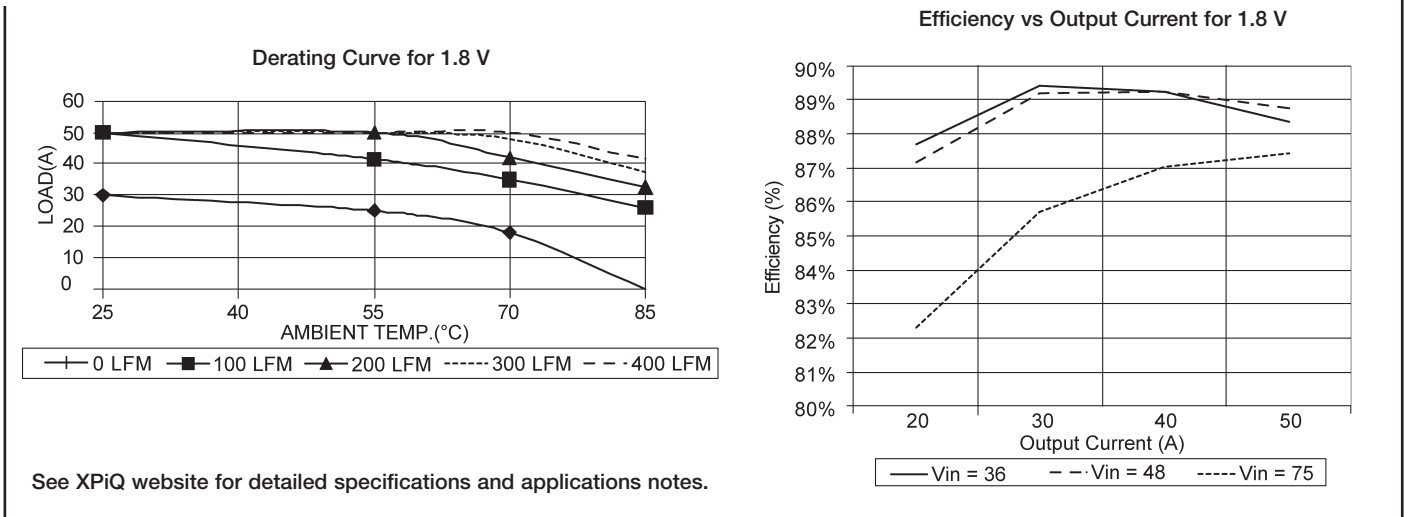 Derating Curve for 1.8 V
LOAD(A)
60
50
40
30
20
10
0
25 40 55 70 85
AMBIENT TEMP.(°C)
0 LFM 100 LFM 200 LFM 300 LFM 400 LFM
See XPiQ website for detailed specifications and applications notes.
Efficiency vs Output Current for 1.8 V
Efficiency (%)
90%
89%
88%
87%
86%
85%
84%
83%
82%
81%
80%
20 30 40 50
Output Current (A)
Vin = 36 Vin = 48 Vin = 75